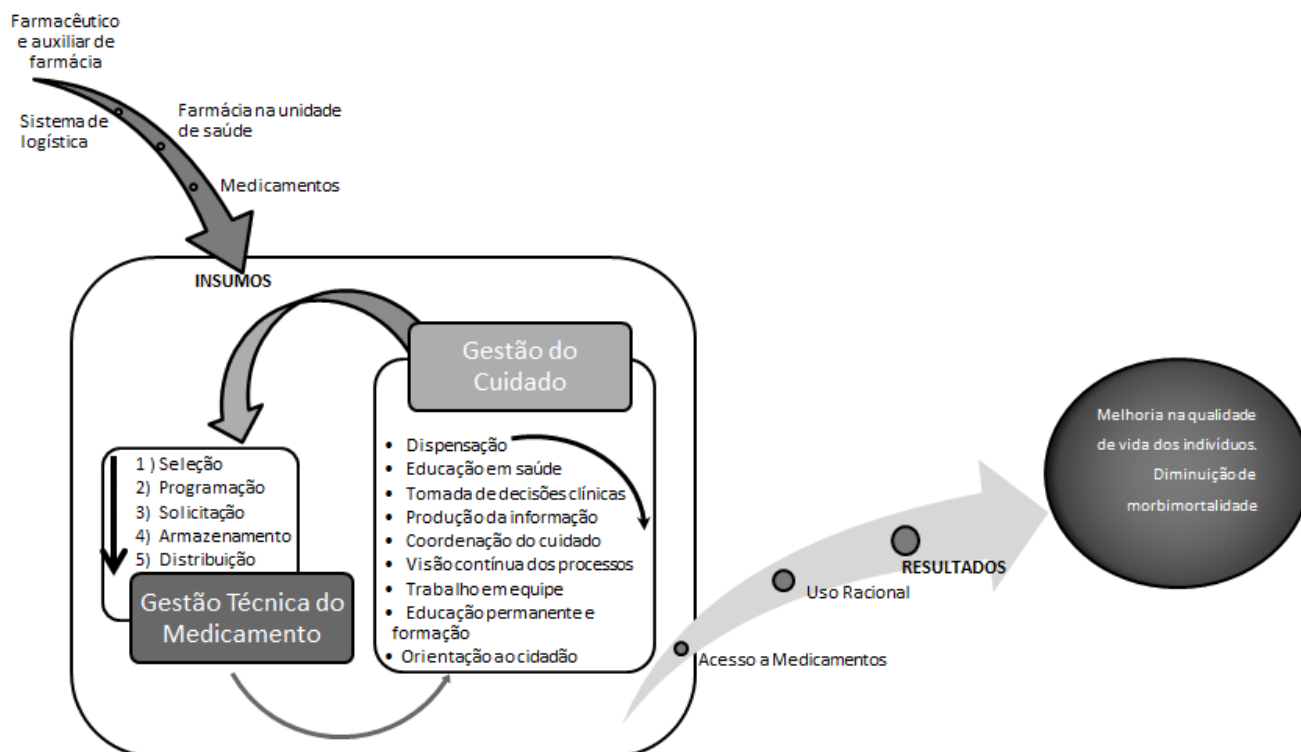 Farmacêutico
e auxiliar de
farmácia
Sistema de
logística
Farmácia na unidade
de saúde
Medicamentos
INSUMOS
Gestão do
Cuidado
1 ) Seleção
2) Programação
3) Solicitação
4) Armazenamento
5) Distribuição
Gestão Técnica do
Medicamento
• Dispensação
• Educação em saúde
• Tomada de decisões clínicas
• Produção da informação
• Coordenação do cuidado
• Visão contínua dos processos
• Trabalho em equipe
• Educação permanente e
formação
• Orientação ao cidadão
Acesso a Medicamentos
Uso Racional
RESULTADOS
Melhoria na qualidade
de vida dos indivíduos.
Diminuição de
morbimortalidade